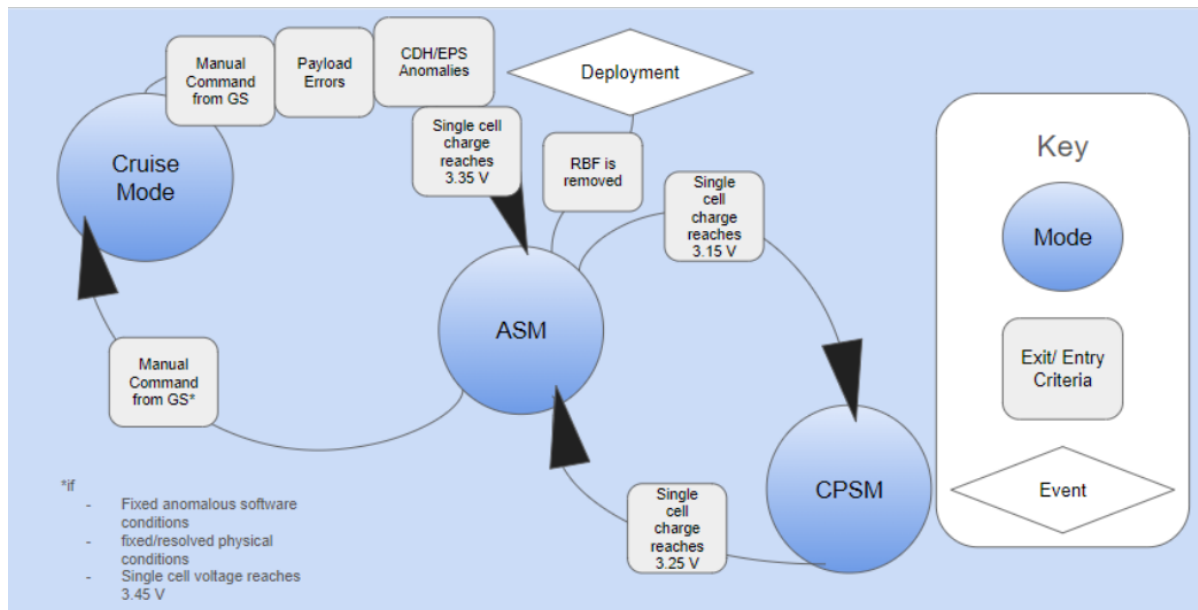 Manual
Command
from GS
Payload
Errors
CDH/EPS
Anomalies
Single cell
charge
reaches
3.35 V
Deployment
RBF is
removed
Single
cell
charge
reaches
3.15 V
Cruise
Mode
ASM
Manual
Command
from GS*
Single
cell
charge
reaches
3.25 V
CPSM
*if
- Fixed anomalous software
conditions
- fixed/resolved physical
conditions
- Single cell voltage reaches
3.45 V
Key
Mode
Exit/ Entry
Criteria
Event